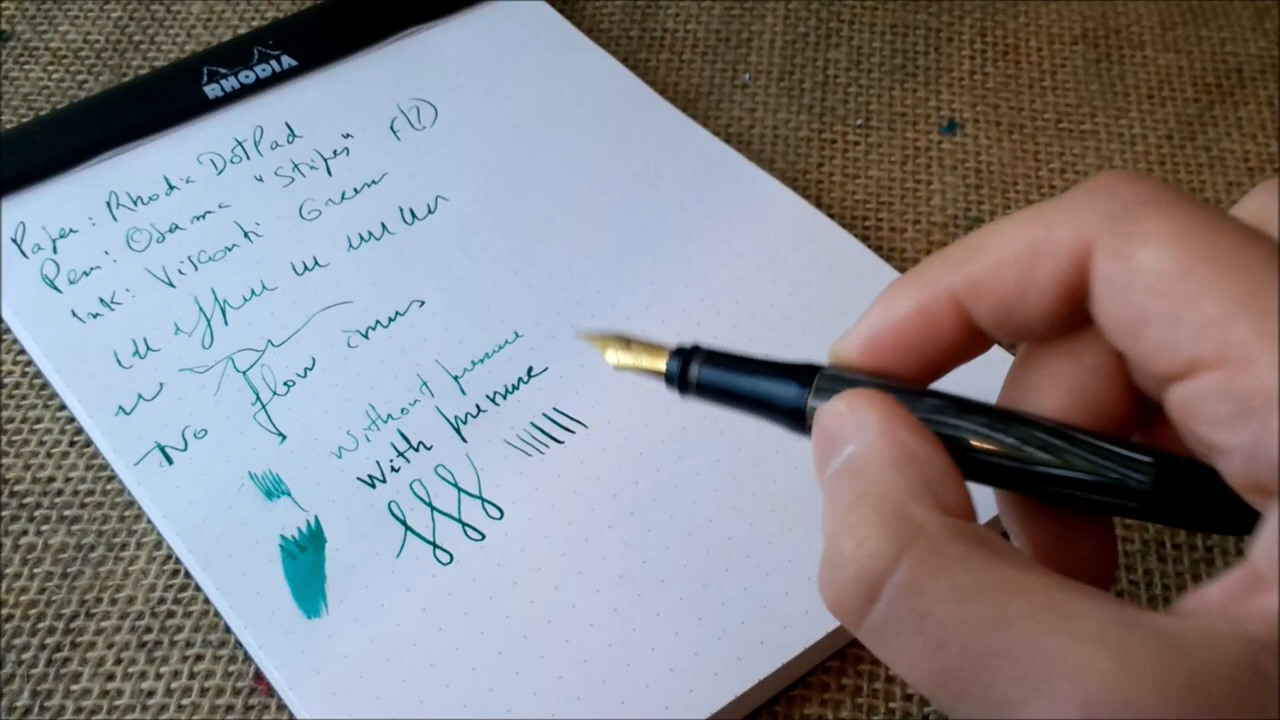 RHODIA
Paper: Rhodia DotPad
Pen: Osama "Stripes" F(?)
Ink: Visconti Green
No flow
Without pressure
With pressure